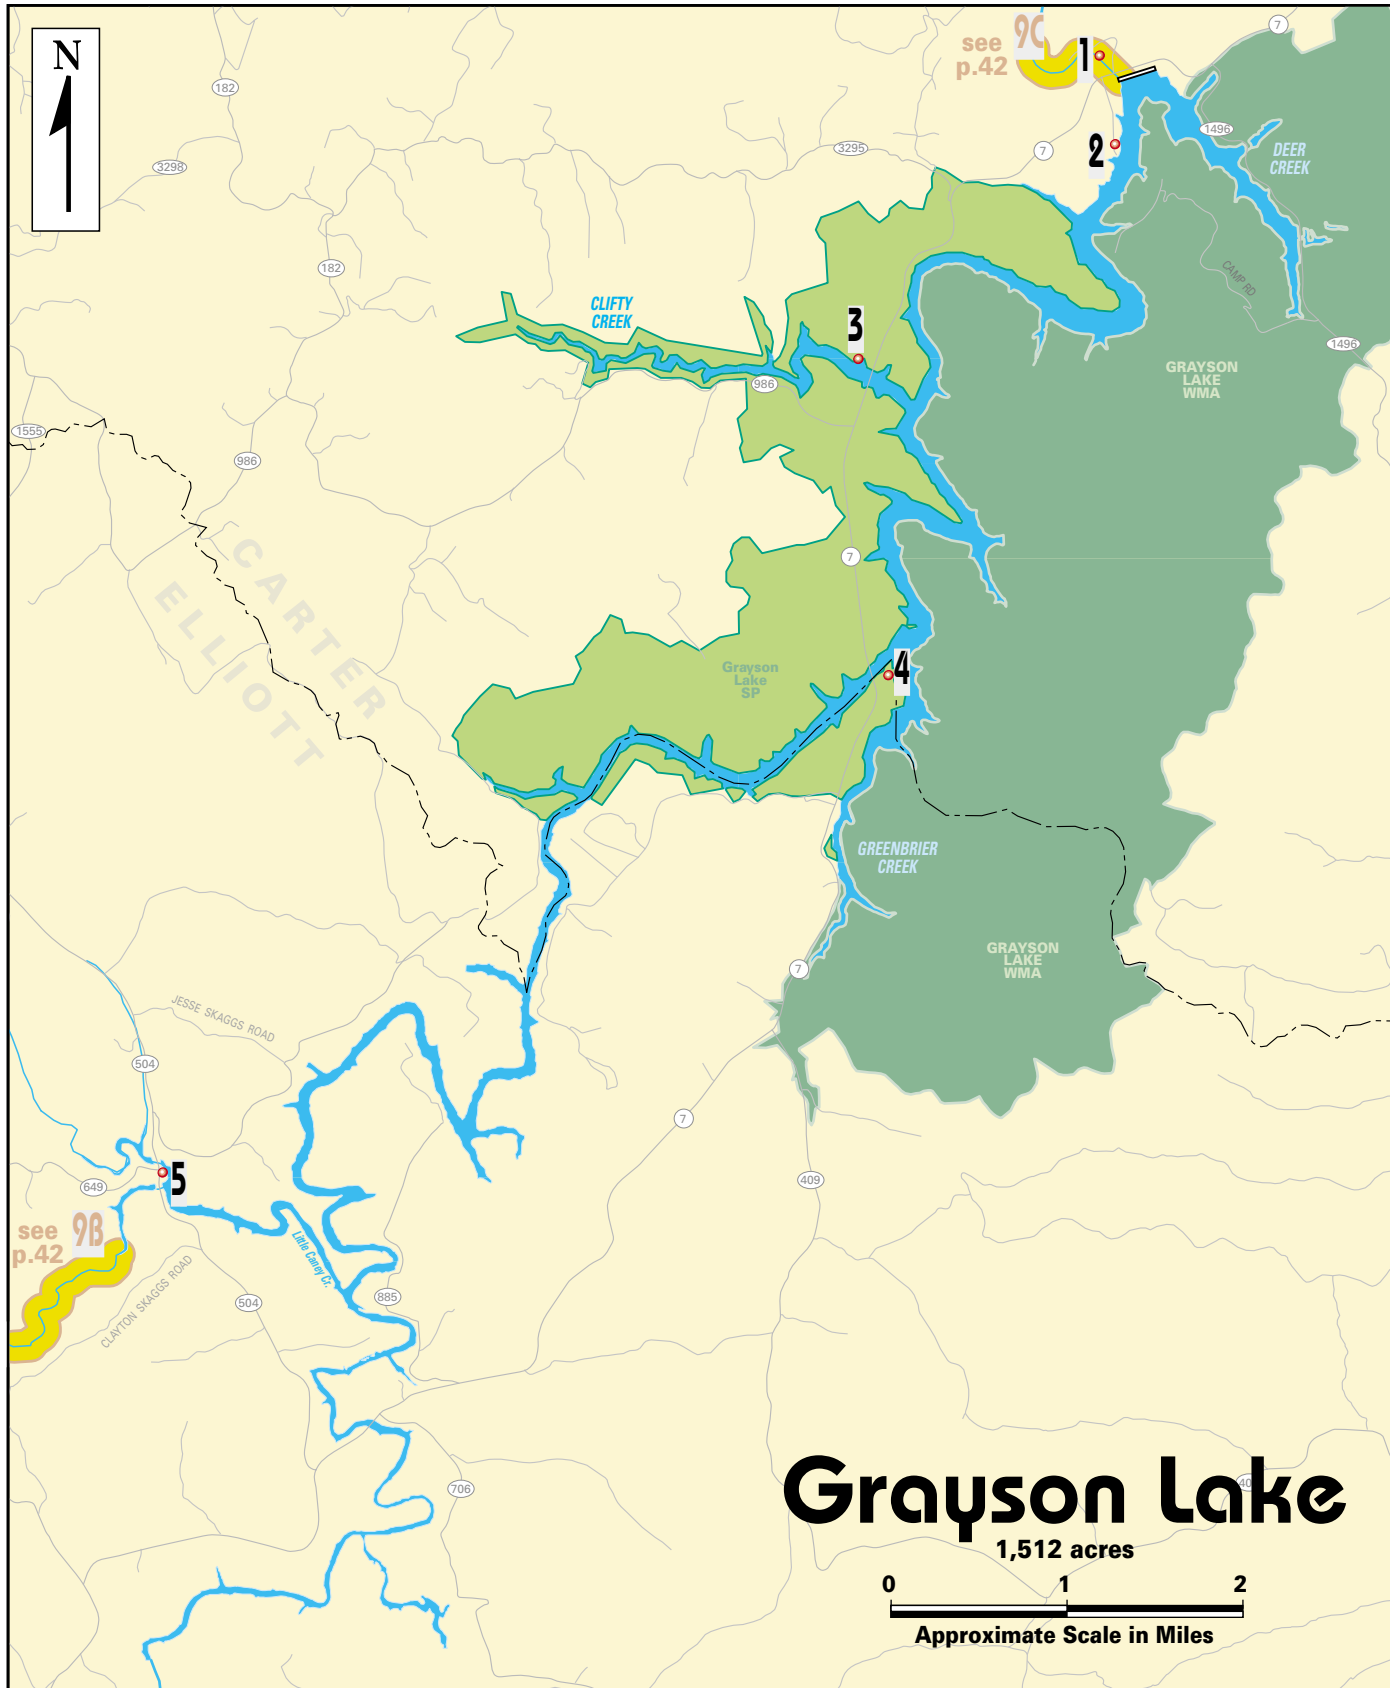 N
7
9C
see
p.42
1
182
1496
2
DEER
CREEK
3295
7
3298
182
CAMP RD
CLIFTY
CREEK
3
1496
GRAYSON
LAKE
WMA
986
1555
986
CARTER
ELLIOTT
7
4
Grayson
Lake
SP
GREENBRIER
CREEK
GRAYSON
LAKE
WMA
7
JESSE SKAGGS ROAD
504
7
5
649
409
see
p.42
9B
Little Caney Cr.
CLAYTON SKAGGS ROAD
504
885
706
40
Grayson Lake
1,512 acres
0 1 2
Approximate Scale in Miles